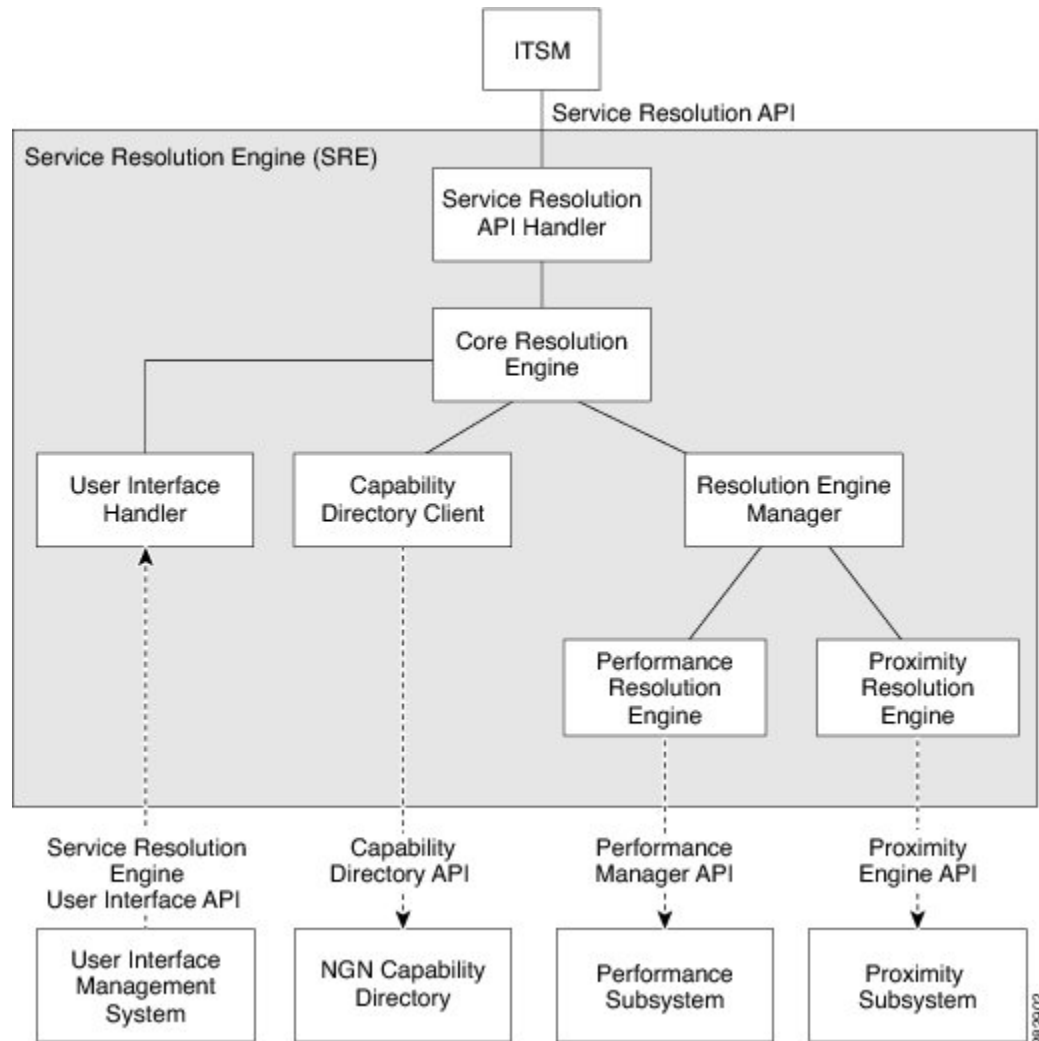 ITSM
Service Resolution API
Service Resolution Engine (SRE)
Service Resolution
API Handler
Core Resolution
Engine
User Interface
Handler
Capability
Directory Client
Resolution Engine
Manager
Performance
Resolution
Engine
Proximity
Resolution
Engine
Service Resolution
Engine
User Interface API
Capability
Directory API
Performance
Manager API
Proximity
Engine API
User Interface
Management
System
NGN Capability
Directory
Performance
Subsystem
Proximity
Subsystem